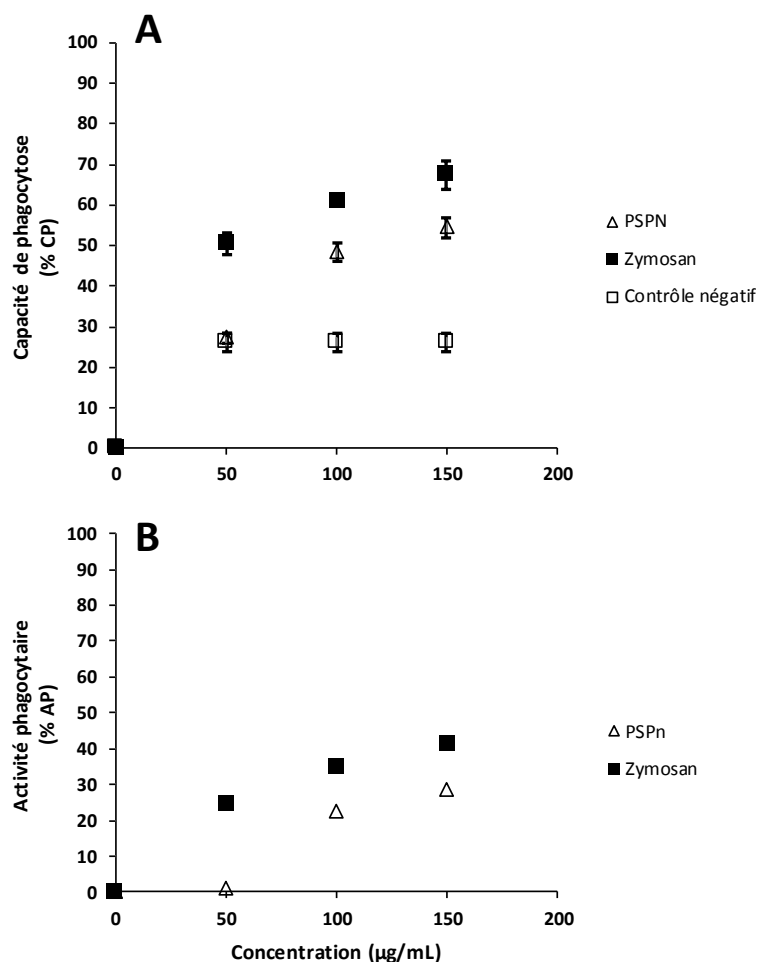 A
Capacité de phagocytose
(% CP)
100
90
80
70
60
50
40
30
20
10
0
0 50 100 150 200
PSPN
Zymosan
Contrôle négatif
B
Activité phagocytaire
(% AP)
100
90
80
70
60
50
40
30
20
10
0
0 50 100 150 200
Concentration (µg/mL)
PSPn
Zymosan